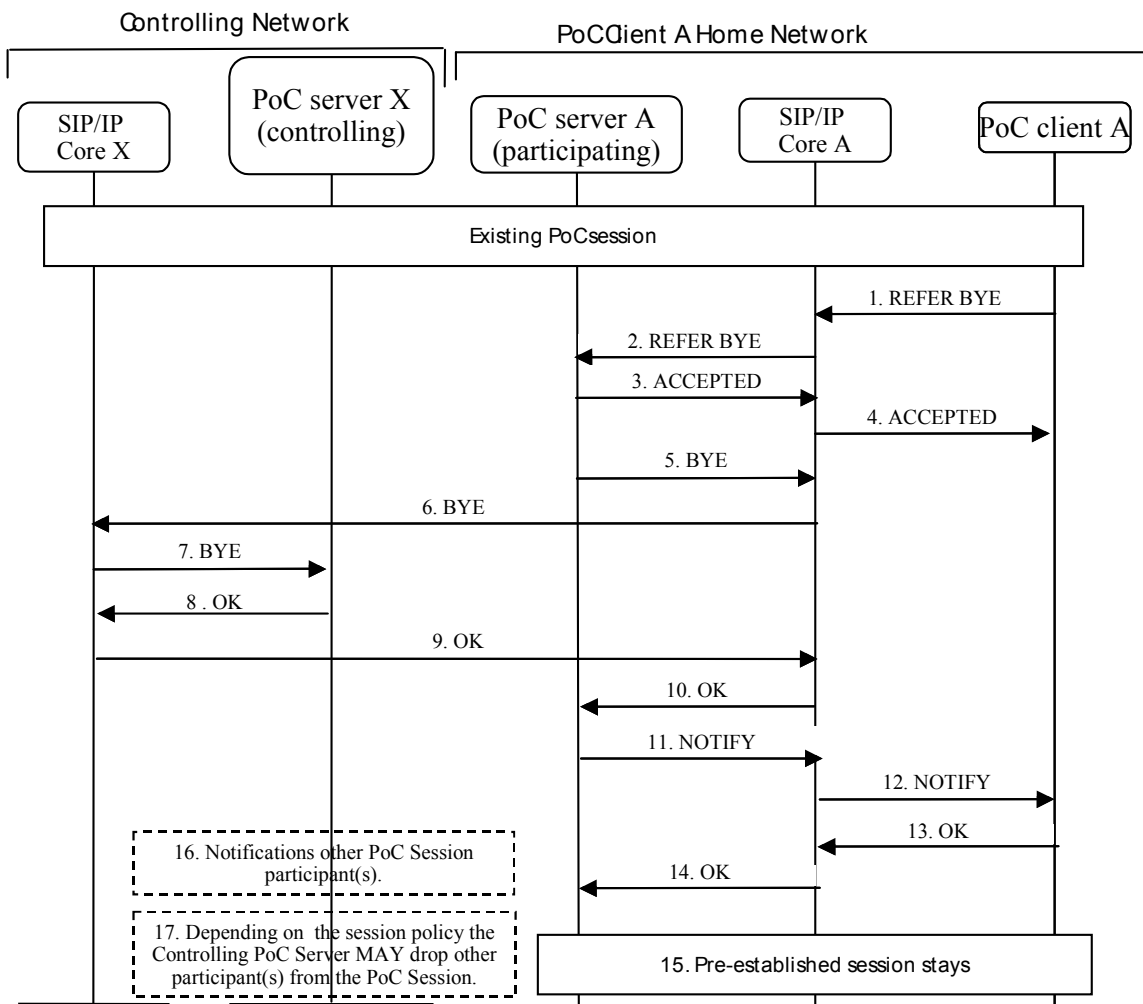 Controlling Network
PoCClient A Home Network
SIP/IP
Core X
PoC server X
(controlling)
PoC server A
(participating)
SIP/IP
Core A
PoC client A
Existing PoCsession
1. REFER BYE
2. REFER BYE
3. ACCEPTED
4. ACCEPTED
5. BYE
6. BYE
7. BYE
8 . OK
9. OK
10. OK
11. NOTIFY
12. NOTIFY
13. OK
14. OK
16. Notifications other PoC Session
participant(s).
17. Depending on the session policy the
Controlling PoC Server MAY drop other
participant(s) from the PoC Session.
15. Pre-established session stays